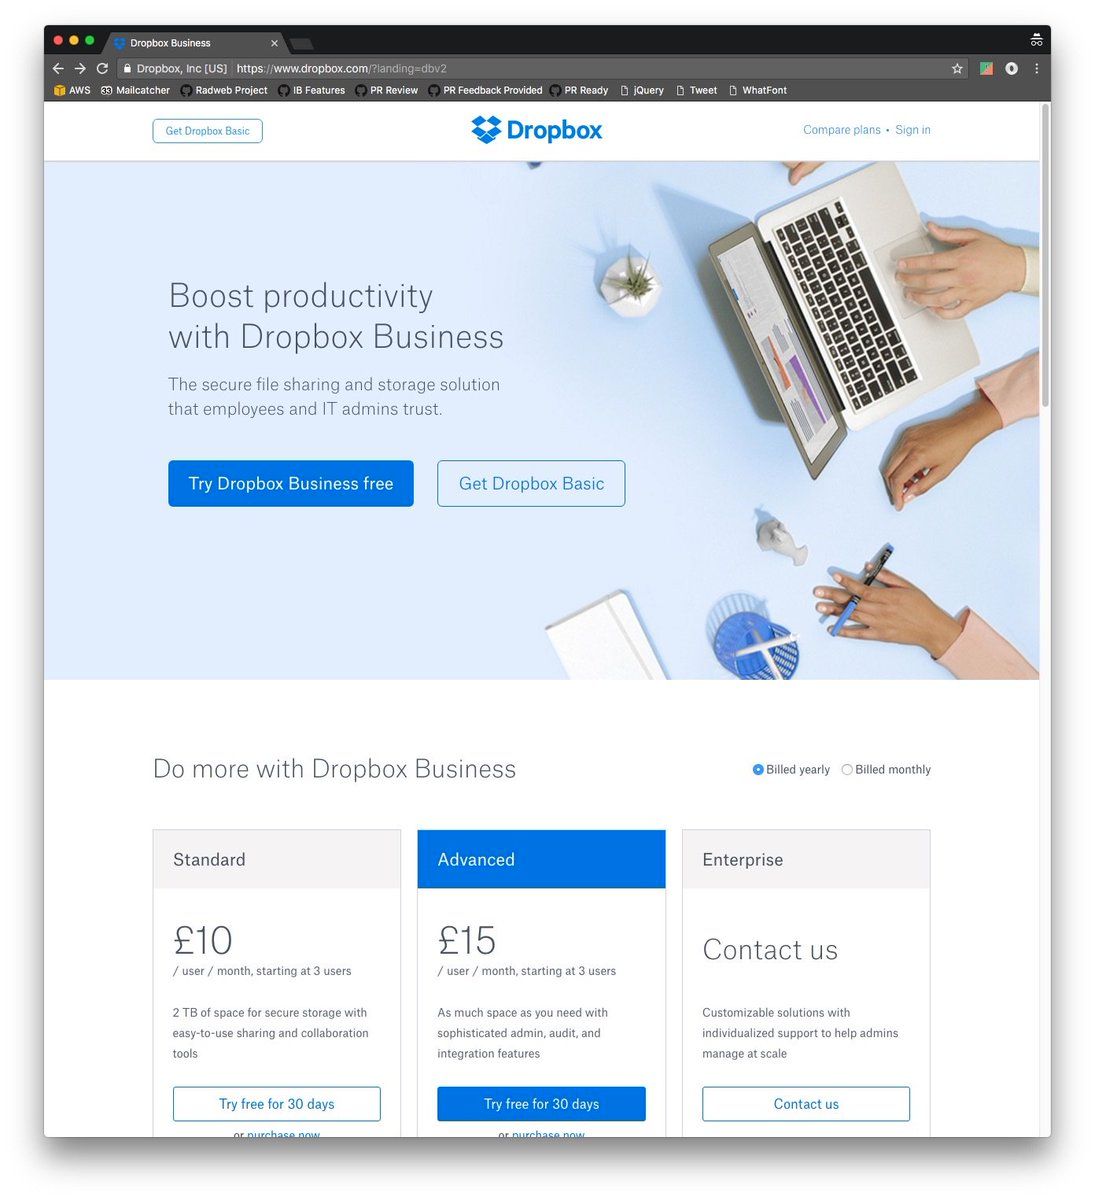 Dropbox Business
Dropbox, Inc [US] https://www.dropbox.com/?landing=dbv2
AWS Mailcatcher Radweb Project IB Features PR Review PR Feedback Provided PR Ready jQuery Tweet WhatFont
Get Dropbox Basic
Dropbox
Compare plans • Sign in
Boost productivity
with Dropbox Business
The secure file sharing and storage solution
that employees and IT admins trust.
Try Dropbox Business free
Get Dropbox Basic
Do more with Dropbox Business
Billed yearly Billed monthly
Standard
£10
/ user / month, starting at 3 users
2 TB of space for secure storage with
easy-to-use sharing and collaboration
tools
Try free for 30 days
or purchase now
Advanced
£15
/ user / month, starting at 3 users
As much space as you need with
sophisticated admin, audit, and
integration features
Try free for 30 days
or purchase now
Enterprise
Contact us
Customizable solutions with
individualized support to help admins
manage at scale
Contact us